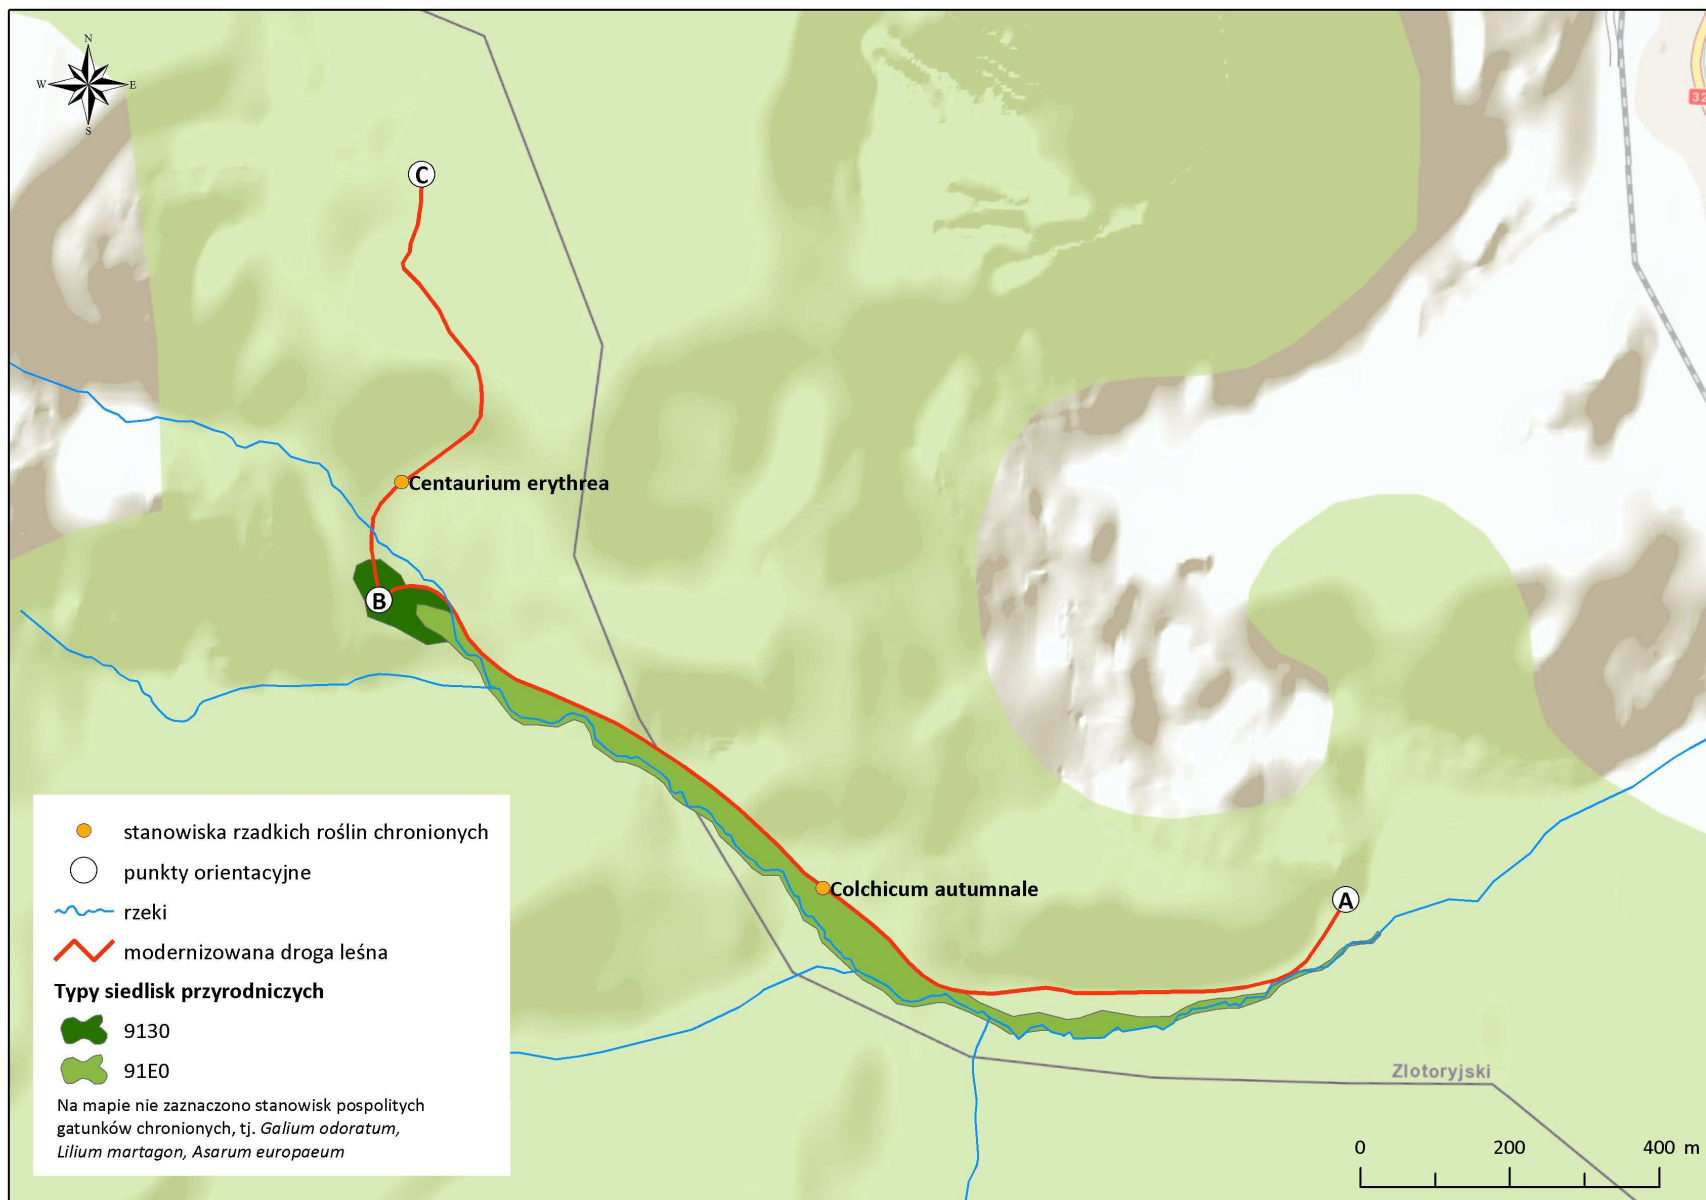 N
W E
S
32
C
Centaurium erythrea
B
Colchicum autumnale
A
stanowiska rzadkich roślin chronionych
punkty orientacyjne
rzeki
modernizowana droga leśna
Typy siedlisk przyrodniczych
9130
91E0
Na mapie nie zaznaczono stanowisk pospolitych
gatunków chronionych, tj. Galium odoratum,
Lilium martagon, Asarum europaeum
Zlotoryjski
0 200 400 m